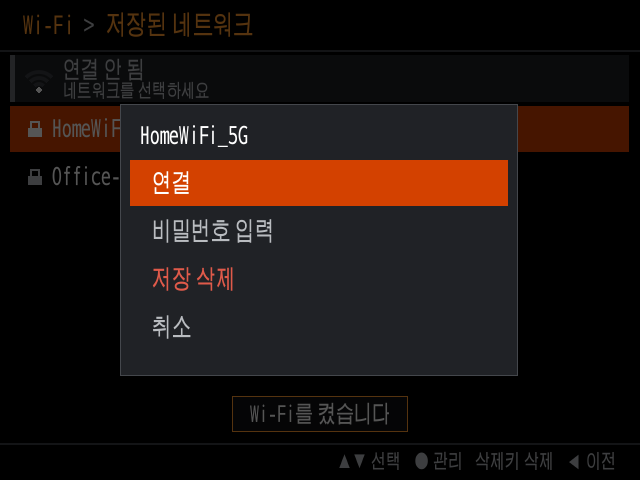 Wi-Fi > 저장된 네트워크
연결 안 됨
네트워크를 선택하세요
HomeWiF
Office-
HomeWiFi_5G
연결
비밀번호 입력
저장 삭제
취소
Wi-Fi를 켰습니다
▲▼ 선택 ● 관리 삭제키 삭제 ◀ 이전